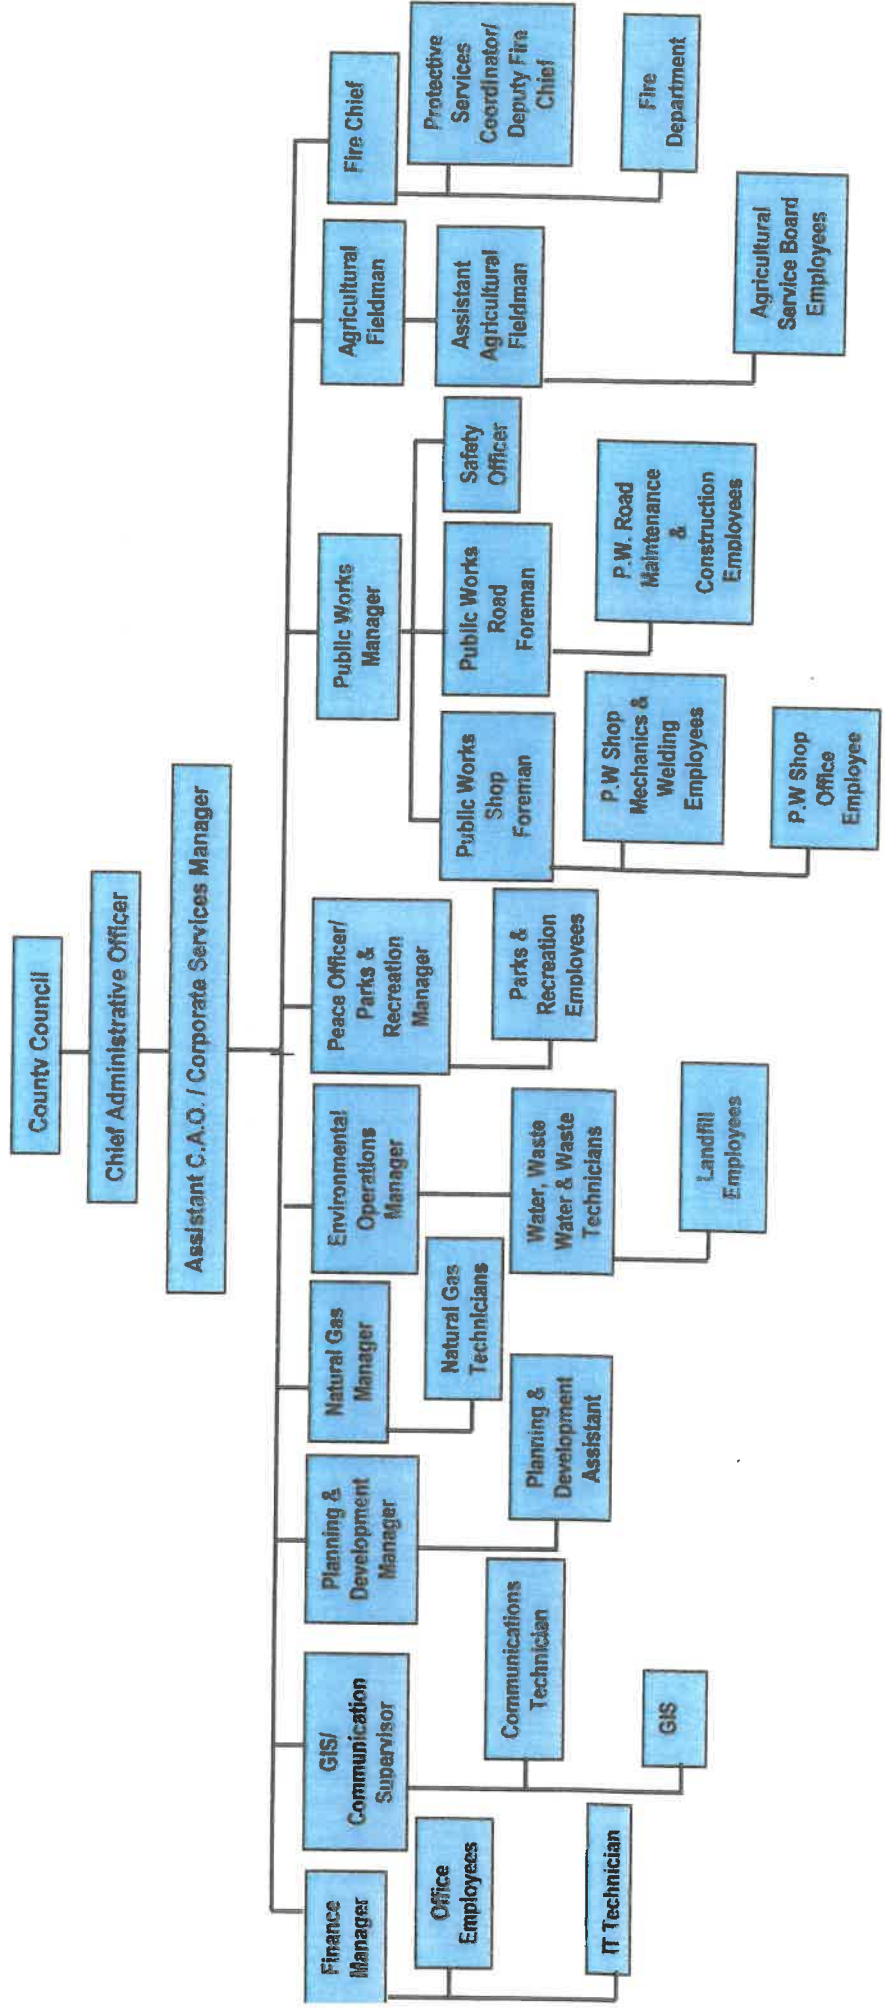 County Council
Chief Administrative Officer
Assistant C.A.O. / Corporate Services Manager
Finance
Manager
Office
Employees
IT Technician
GIS/
Communication
Supervisor
Communications
Technician
GIS
Planning &
Development
Manager
Planning &
Development
Assistant
Natural Gas
Manager
Natural Gas
Technicians
Environmental
Operations
Manager
Water, Waste
Water & Waste
Technicians
Landfill
Employees
Peace Officer/
Parks &
Recreation
Manager
Parks &
Recreation
Employees
Public Works
Manager
Public Works
Shop
Foreman
P.W Shop
Mechanics &
Welding
Employees
P.W Shop
Office
Employee
Public Works
Road
Foreman
P.W. Road
Maintenance
&
Construction
Employees
Safety
Officer
Agricultural
Fieldman
Assistant
Agricultural
Fieldman
Agricultural
Service Board
Employees
Fire Chief
Protective
Services
Coordinator/
Deputy Fire
Chief
Fire
Department